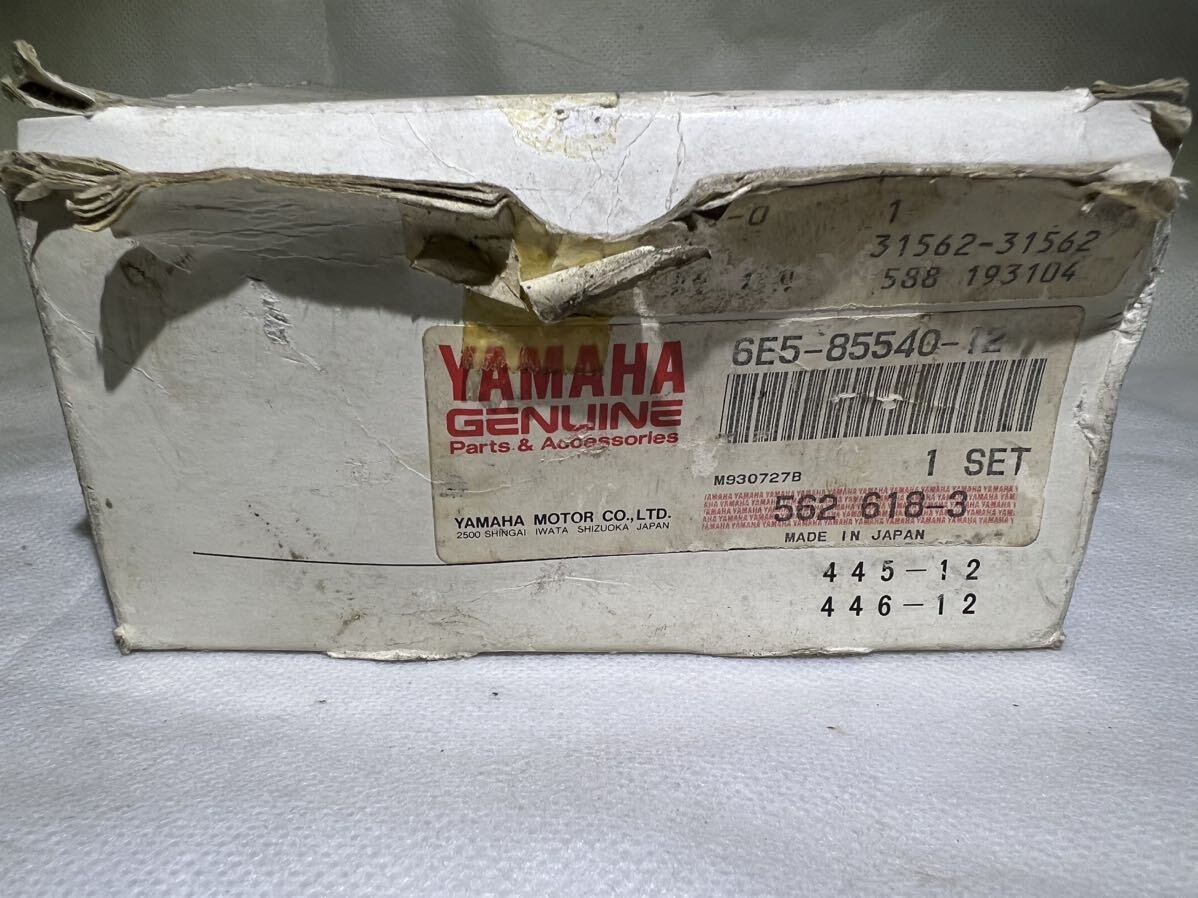 -0 1
31562-31562
588 193104
YAMAHA
GENUINE
Parts & Accessories
YAMAHA MOTOR CO., LTD.
2500 SHINGAI IWATA SHIZUOKA JAPAN
6E5-85540-12
1 SET
M930727B
562 618-3
MADE IN JAPAN
445-12
446-12